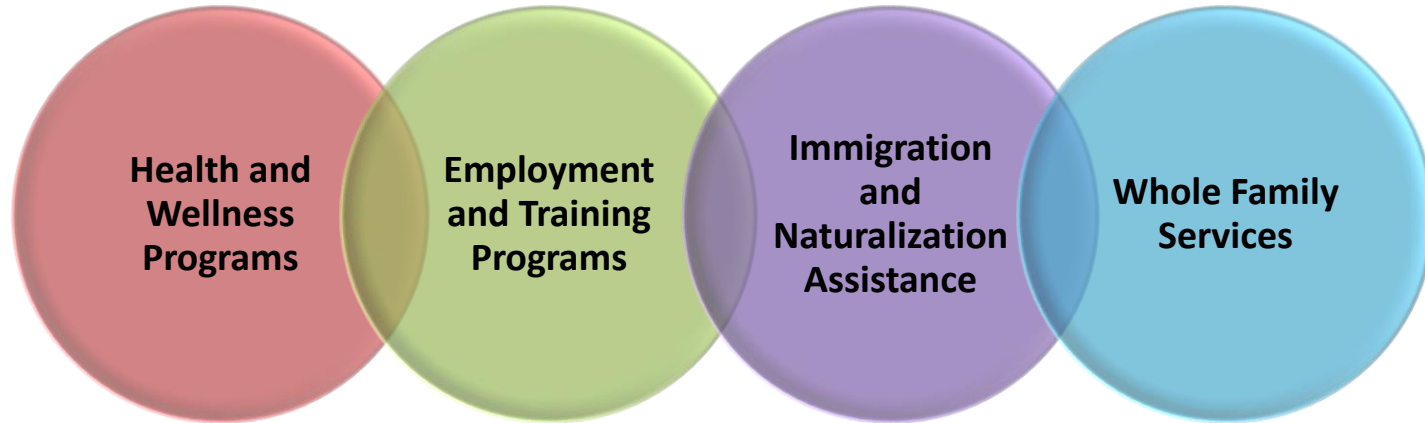 Health and
Wellness
Programs
Employment
and Training
Programs
Immigration
and
Naturalization
Assistance
Whole Family
Services